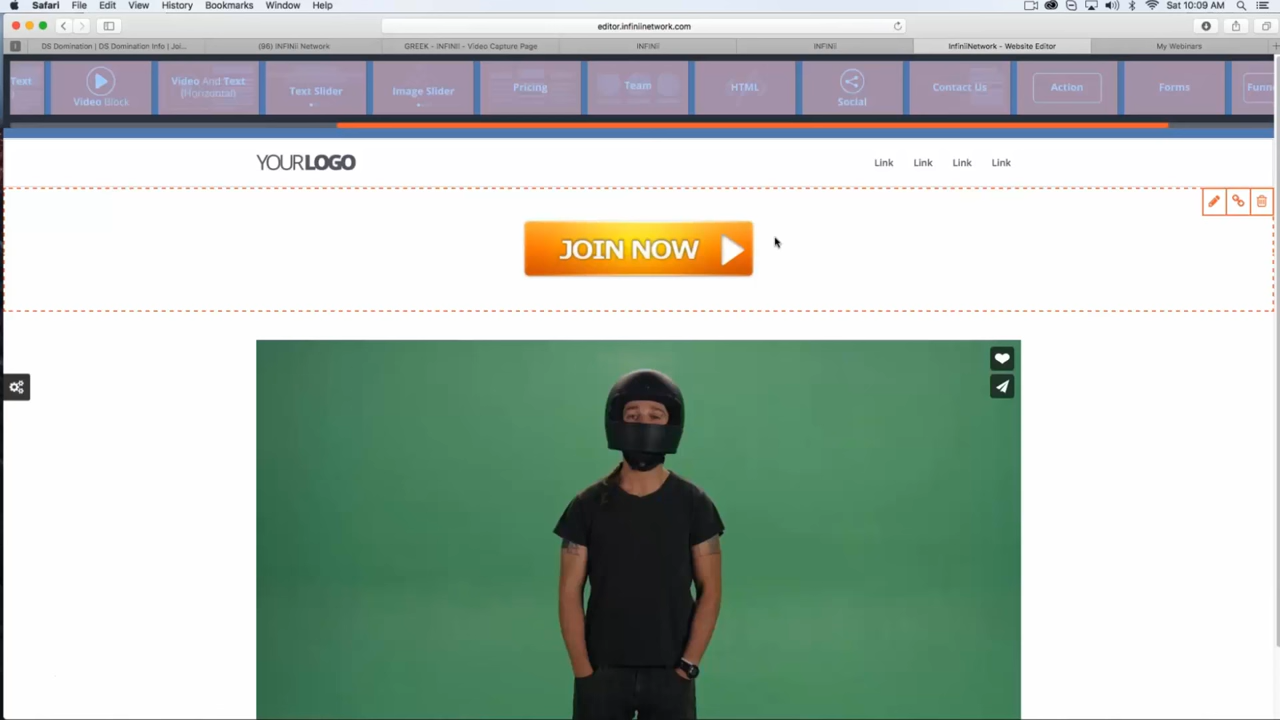 Safari File Edit View History Bookmarks Window Help Sat 10:09 AM
editor.infiniinetwork.com
DS Domination | DS Domination Info | Joi... (96) INFINii Network GREEK - INFINII - Video Capture Page INFINII INFINii InfiniiNetwork - Website Editor My Webinars
Text Video Block Video And Text (Horizontal) Text Slider Image Slider Pricing Team HTML Social Contact Us Action Forms Funn
YOURLOGO Link Link Link Link
JOIN NOW